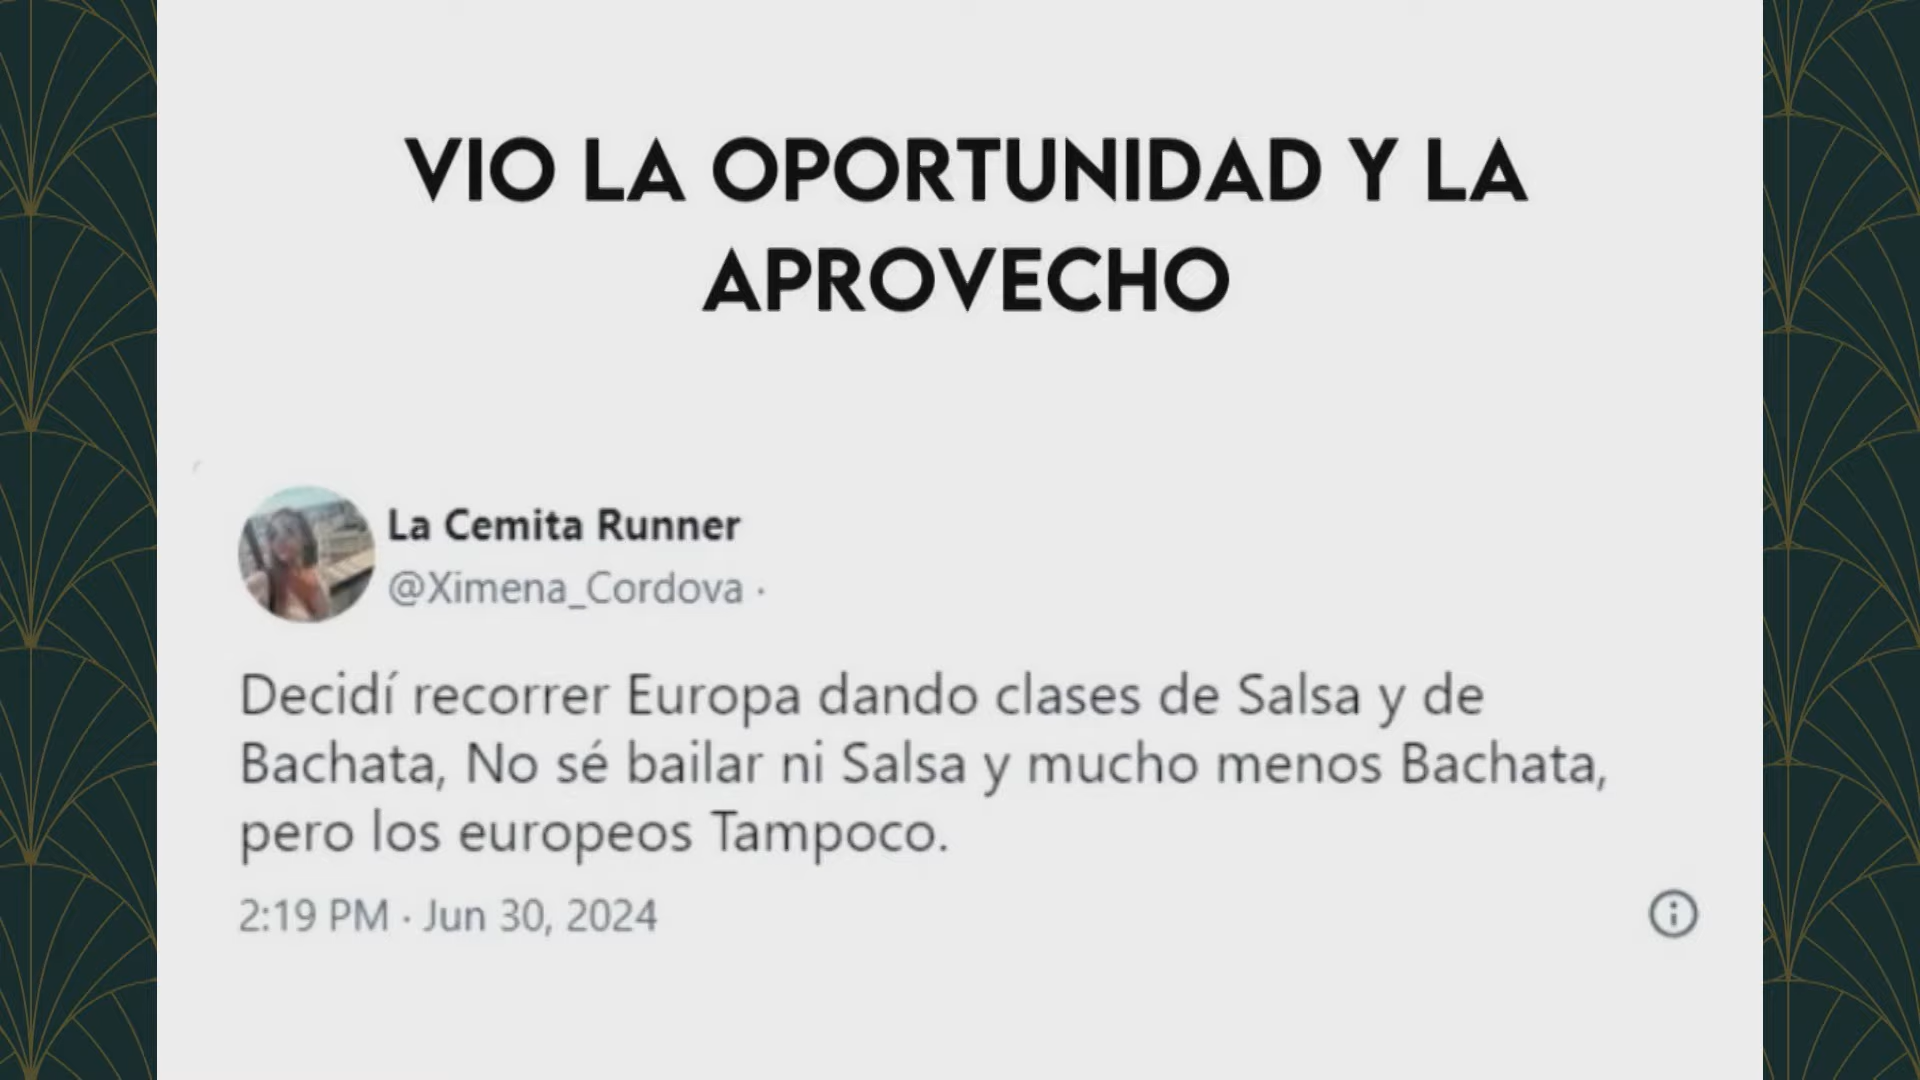 VIO LA OPORTUNIDAD Y LA
APROVECHO
La Cemita Runner
@Ximena_Cordova ·
Decidí recorrer Europa dando clases de Salsa y de
Bachata, No sé bailar ni Salsa y mucho menos Bachata,
pero los europeos Tampoco.
2:19 PM · Jun 30, 2024